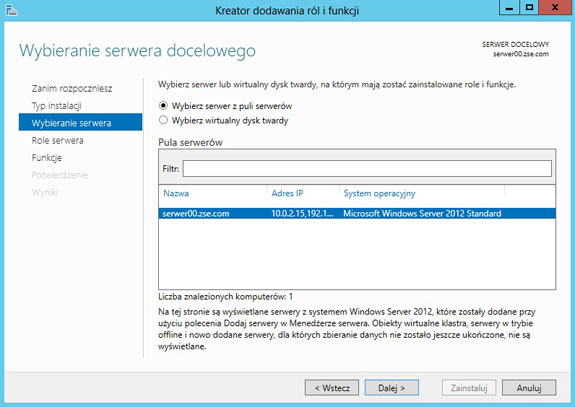 Kreator dodawania ról i funkcji
Wybieranie serwera docelowego
SERWER DOCELOWY
serwer00.zse.com
Zanim rozpoczniesz
Typ instalacji
Wybieranie serwera
Role serwera
Funkcje
Potwierdzenie
Wyniki
Wybierz serwer lub wirtualny dysk twardy, na którym mają zostać zainstalowane role i funkcje.
Wybierz serwer z puli serwerów
Wybierz wirtualny dysk twardy
Pula serwerów
Filtr:
Nazwa Adres IP System operacyjny
serwer00.zse.com 10.0.2.15,192.1... Microsoft Windows Server 2012 Standard
Liczba znalezionych komputerów: 1
Na tej stronie są wyświetlane serwery z systemem Windows Server 2012, które zostały dodane przy
użyciu polecenia Dodaj serwery w Menedżerze serwera. Obiekty wirtualne klastra, serwery w trybie
offline i nowo dodane serwery, dla których zbieranie danych nie zostało jeszcze ukończone, nie są
wyświetlane.
< Wstecz Dalej > Zainstaluj Anuluj